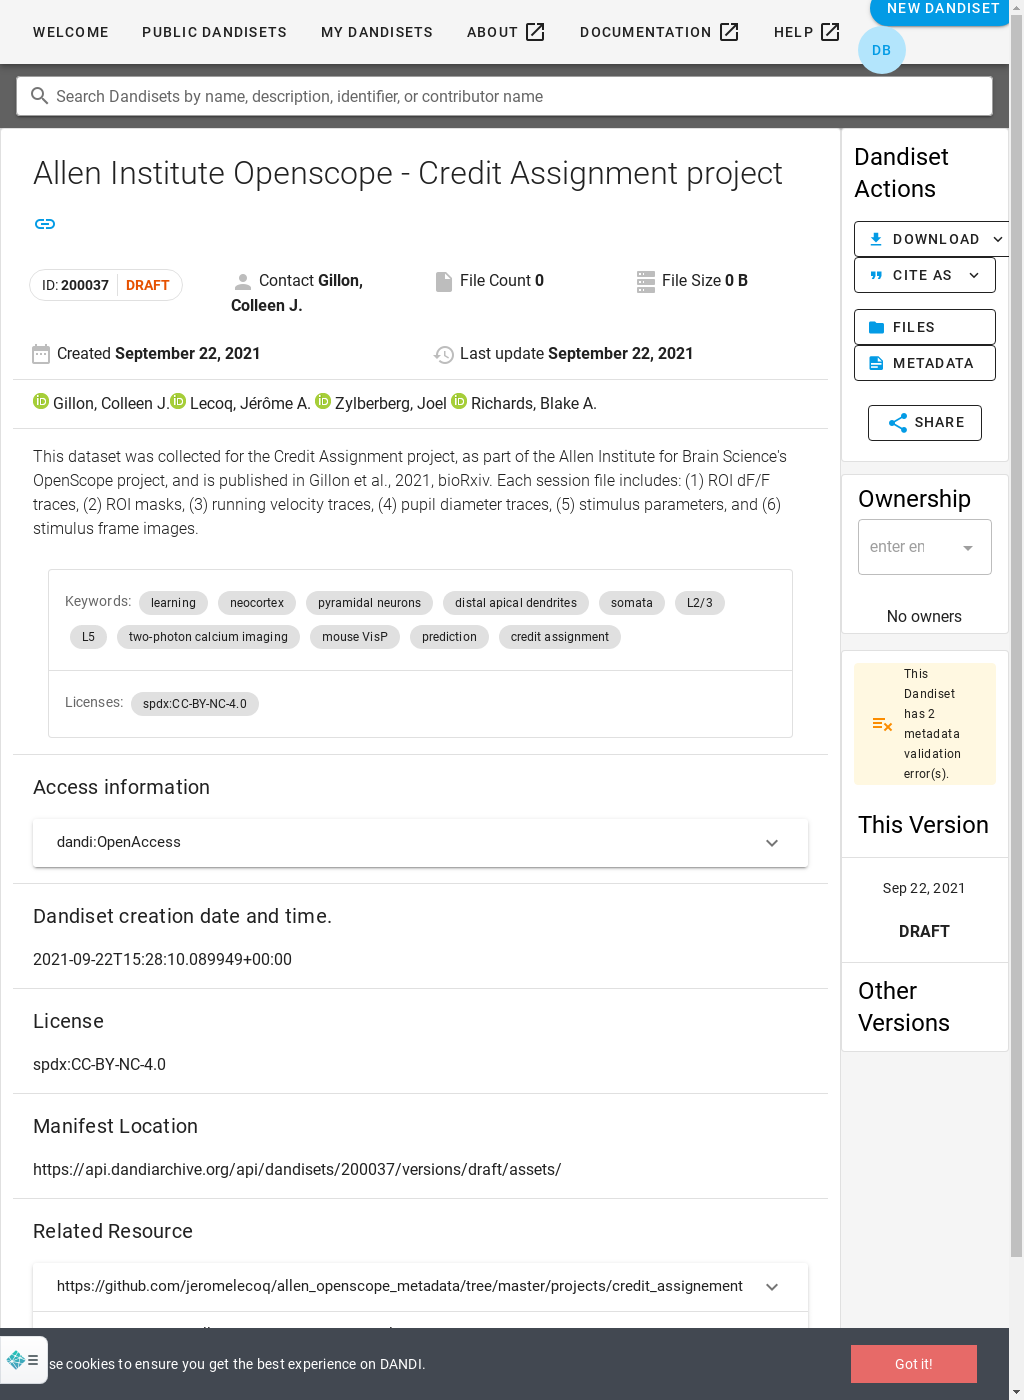 WELCOME PUBLIC DANDISETS MY DANDISETS ABOUT DOCUMENTATION HELP NEW DANDISET
DB
Search Dandisets by name, description, identifier, or contributor name
Allen Institute Openscope - Credit Assignment project
ID: 200037 DRAFT
Contact Gillon,
Colleen J.
File Count 0
File Size 0 B
Created September 22, 2021
Last update September 22, 2021
Gillon, Colleen J. Lecoq, Jérôme A. Zylberberg, Joel Richards, Blake A.
This dataset was collected for the Credit Assignment project, as part of the Allen Institute for Brain Science's
OpenScope project, and is published in Gillon et al., 2021, bioRxiv. Each session file includes: (1) ROI dF/F
traces, (2) ROI masks, (3) running velocity traces, (4) pupil diameter traces, (5) stimulus parameters, and (6)
stimulus frame images.
Keywords: learning neocortex pyramidal neurons distal apical dendrites somata L2/3
L5 two-photon calcium imaging mouse VisP prediction credit assignment
Licenses: spdx:CC-BY-NC-4.0
Access information
dandi:OpenAccess
Dandiset creation date and time.
2021-09-22T15:28:10.089949+00:00
License
spdx:CC-BY-NC-4.0
Manifest Location
https://api.dandiarchive.org/api/dandisets/200037/versions/draft/assets/
Related Resource
https://github.com/jeromelecoq/allen_openscope_metadata/tree/master/projects/credit_assignement
Dandiset
Actions
DOWNLOAD
CITE AS
FILES
METADATA
SHARE
Ownership
enter en
No owners
This
Dandiset
has 2
metadata
validation
error(s).
This Version
Sep 22, 2021
DRAFT
Other
Versions
se cookies to ensure you get the best experience on DANDI.
Got it!